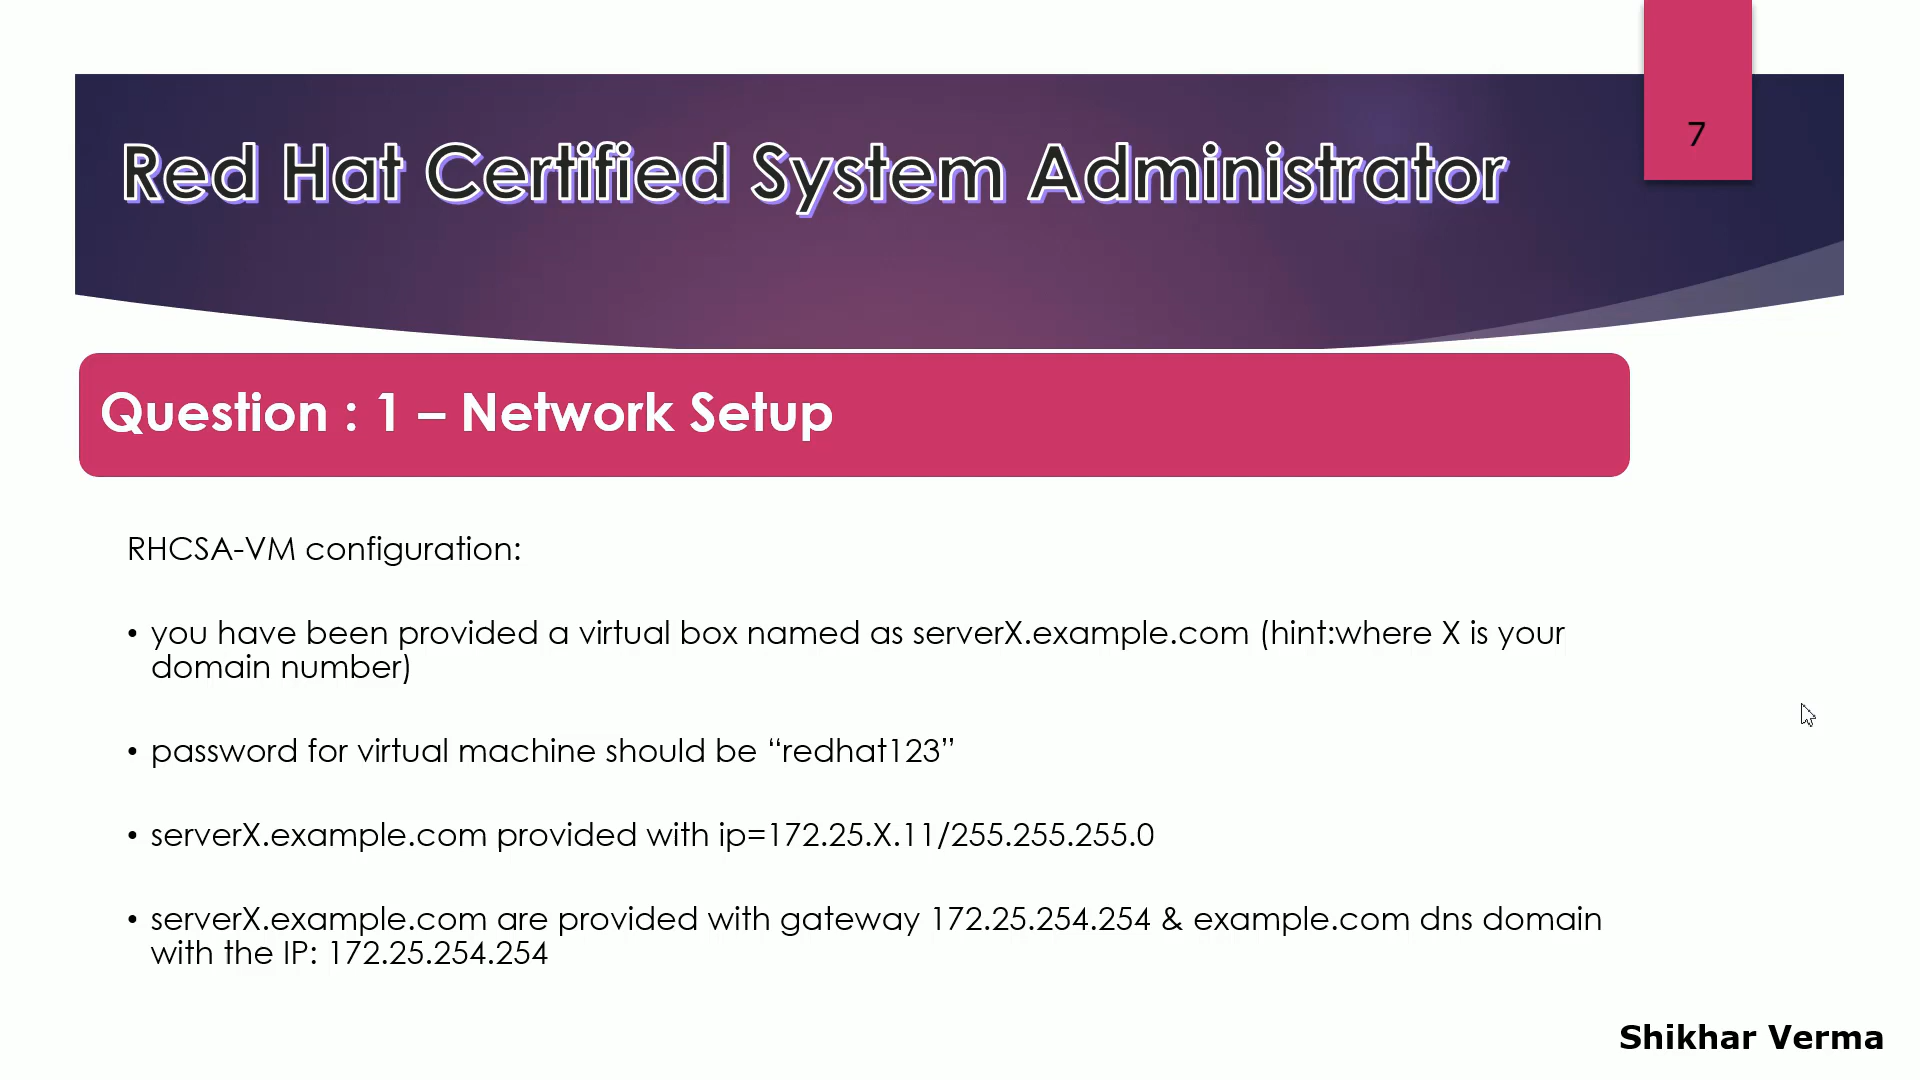 7
Red Hat Certified System Administrator
Question : 1 – Network Setup
RHCSA-VM configuration:
• you have been provided a virtual box named as serverX.example.com (hint:where X is your
domain number)
• password for virtual machine should be “redhat123”
• serverX.example.com provided with ip=172.25.X.11/255.255.255.0
• serverX.example.com are provided with gateway 172.25.254.254 & example.com dns domain
with the IP: 172.25.254.254
Shikhar Verma